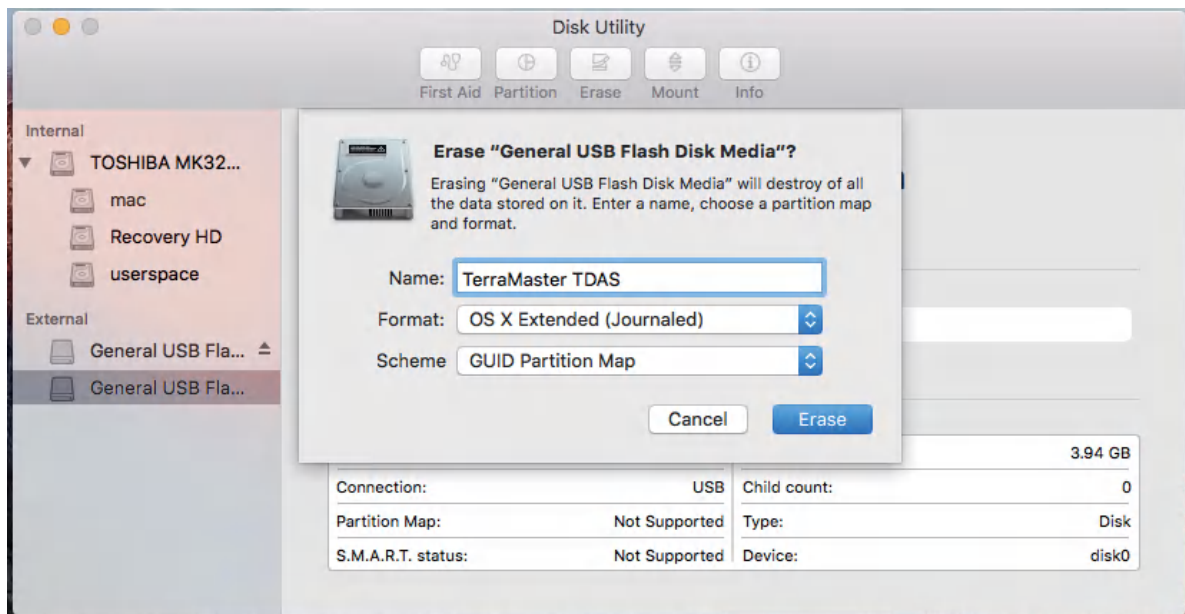 Disk Utility
First Aid Partition Erase Mount Info
Internal
TOSHIBA MK32...
mac
Recovery HD
userspace
External
General USB Fla...
General USB Fla...
Erase “General USB Flash Disk Media”?
Erasing “General USB Flash Disk Media” will destroy of all
the data stored on it. Enter a name, choose a partition map
and format.
Name: TerraMaster TDAS
Format: OS X Extended (Journaled)
Scheme GUID Partition Map
Cancel Erase
3.94 GB
Connection: USB Child count: 0
Partition Map: Not Supported Type: Disk
S.M.A.R.T. status: Not Supported Device: disk0